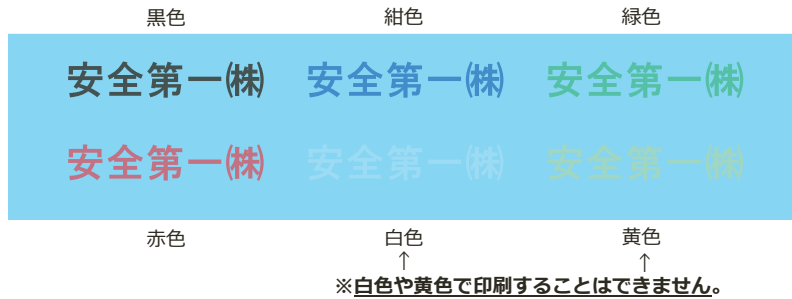 黒色 紺色 緑色
安全第一㈱ 安全第一㈱ 安全第一㈱
安全第一㈱ 安全第一㈱ 安全第一㈱
赤色 白色 黄色
↑ ↑
※白色や黄色で印刷することはできません。